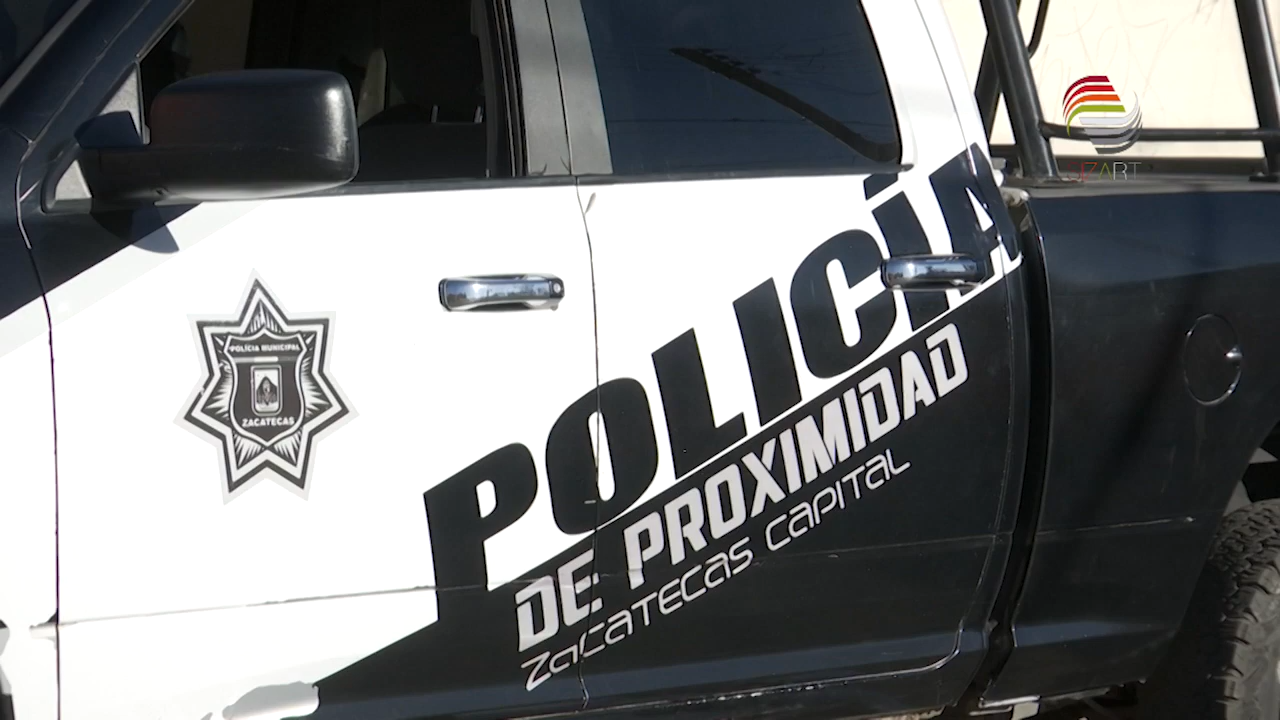 POLICÍA MUNICIPAL
ZACATECAS
POLICÍA
DE PROXIMIDAD
ZACATECAS CAPITAL